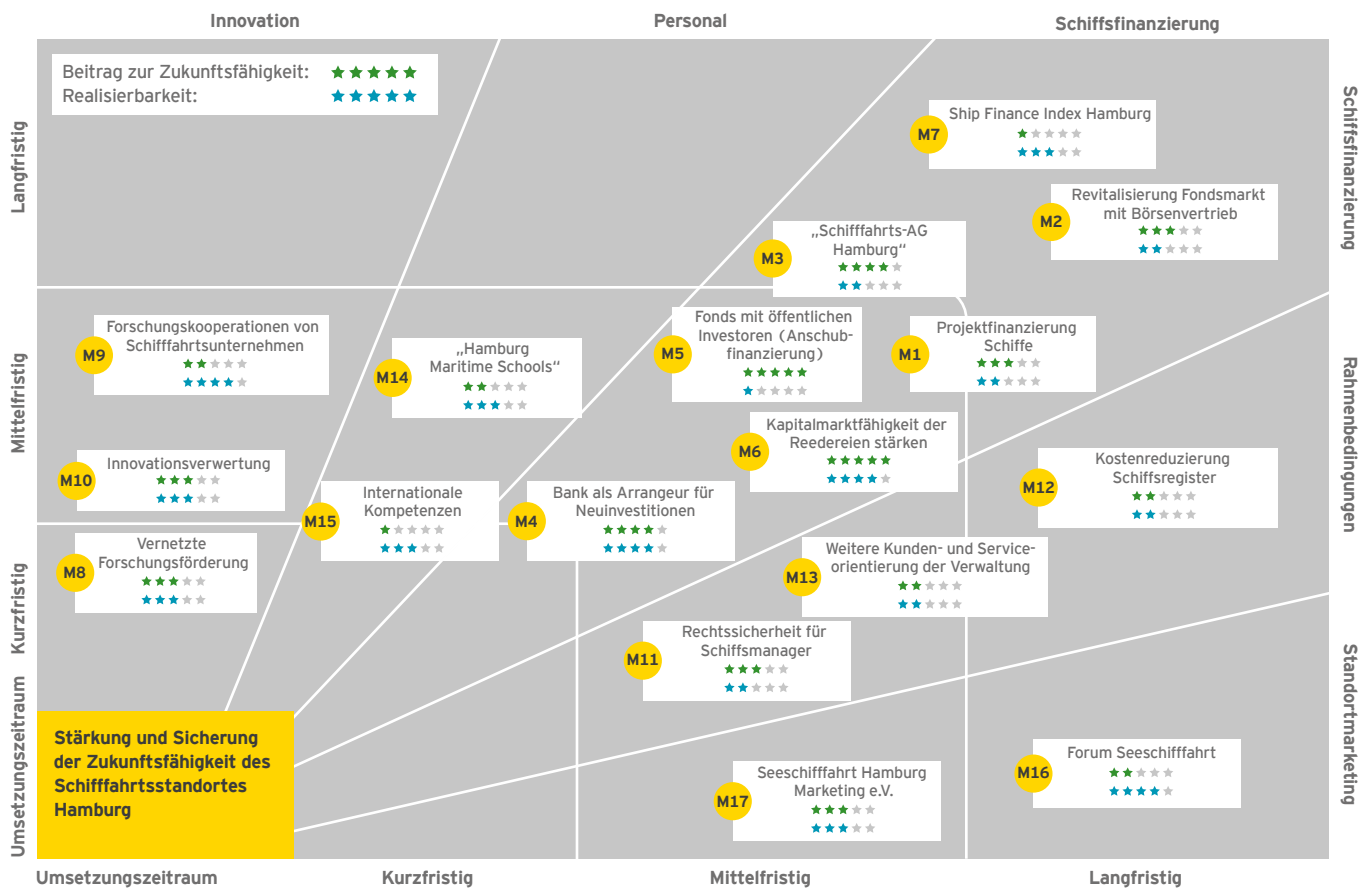 Innovation
Personal
Schiffsfinanzierung
Beitrag zur Zukunftsfähigkeit:
Realisierbarkeit:
Langfristig
Mittelfristig
Kurzfristig
Umsetzungszeitraum
Schiffsfinanzierung
Rahmenbedingungen
Standortmarketing
M7
Ship Finance Index Hamburg
M2
Revitalisierung Fondsmarkt
mit Börsenvertrieb
M3
„Schifffahrts-AG
Hamburg“
M9
Forschungskooperationen von
Schifffahrtsunternehmen
M14
„Hamburg
Maritime Schools“
M5
Fonds mit öffentlichen
Investoren (Anschub-
finanzierung)
M1
Projektfinanzierung
Schiffe
M6
Kapitalmarktfähigkeit der
Reedereien stärken
M10
Innovationsverwertung
M15
Internationale
Kompetenzen
M4
Bank als Arrangeur für
Neuinvestitionen
M12
Kostenreduzierung
Schiffsregister
M8
Vernetzte
Forschungsförderung
M13
Weitere Kunden- und Service-
orientierung der Verwaltung
M11
Rechtssicherheit für
Schiffsmanager
Stärkung und Sicherung
der Zukunftsfähigkeit des
Schifffahrtsstandortes
Hamburg
M17
Seeschifffahrt Hamburg
Marketing e.V.
M16
Forum Seeschifffahrt
Umsetzungszeitraum
Kurzfristig
Mittelfristig
Langfristig